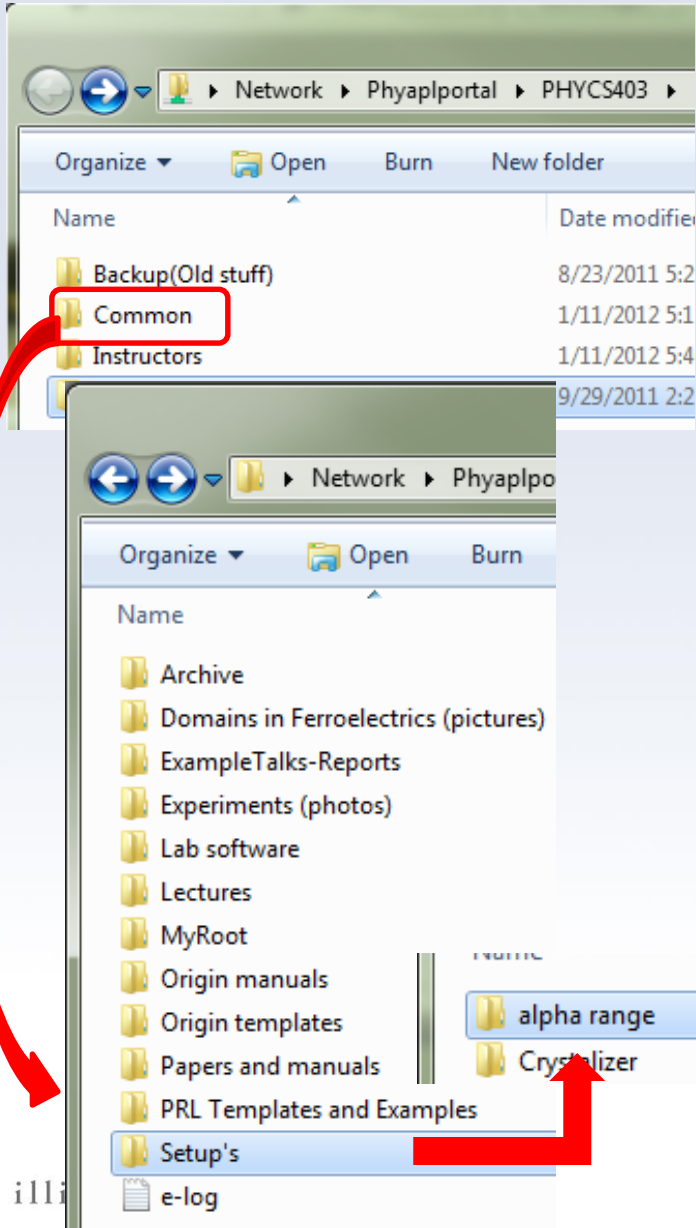 Network Phyaplportal PHYCS403
Organize Open Burn New folder
Name Date modified
Backup(Old stuff) 8/23/2011 5:2
Common 1/11/2012 5:1
Instructors 1/11/2012 5:4
9/29/2011 2:2
Network Phyaplpo
Organize Open Burn
Name
Archive
Domains in Ferroelectrics (pictures)
ExampleTalks-Reports
Experiments (photos)
Lab software
Lectures
MyRoot
Origin manuals
Origin templates
Papers and manuals
PRL Templates and Examples
Setup's
e-log
Name
alpha range
Crystalizer
illi